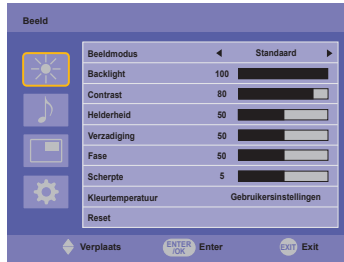 Beeld
Beeldmodus Standaard
Backlight 100 100
Contrast 80
Helderheid 50
Verzadiging 50
Fase 50
Scherpte 5
Kleurtemperatuur Gebruikersinstellingen
Reset
Verplaats ENTER /OK Enter EXIT Exit